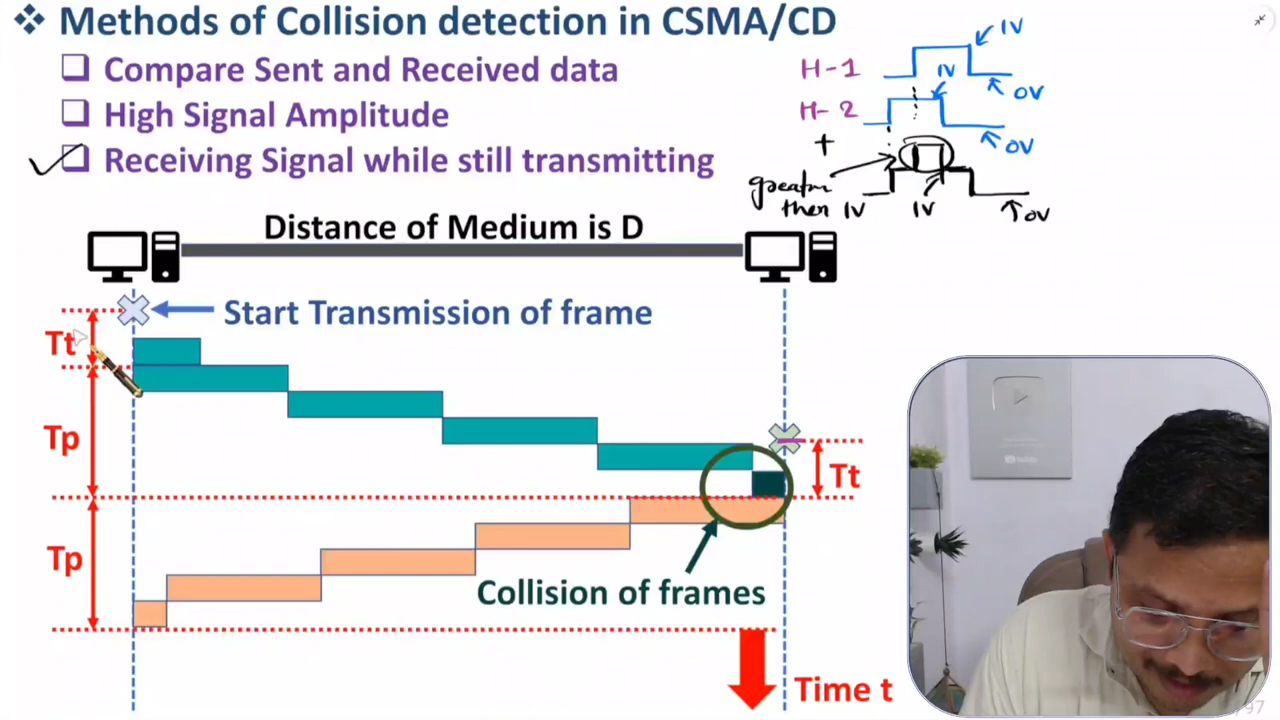 Methods of Collision detection in CSMA/CD
Compare Sent and Received data
High Signal Amplitude
Receiving Signal while still transmitting
H-1
1V
0V
H-2
1V
0V
+
greater
then 1V
1V
0V
Distance of Medium is D
Start Transmission of frame
Tt
Tp
Tt
Tp
Collision of frames
Time t